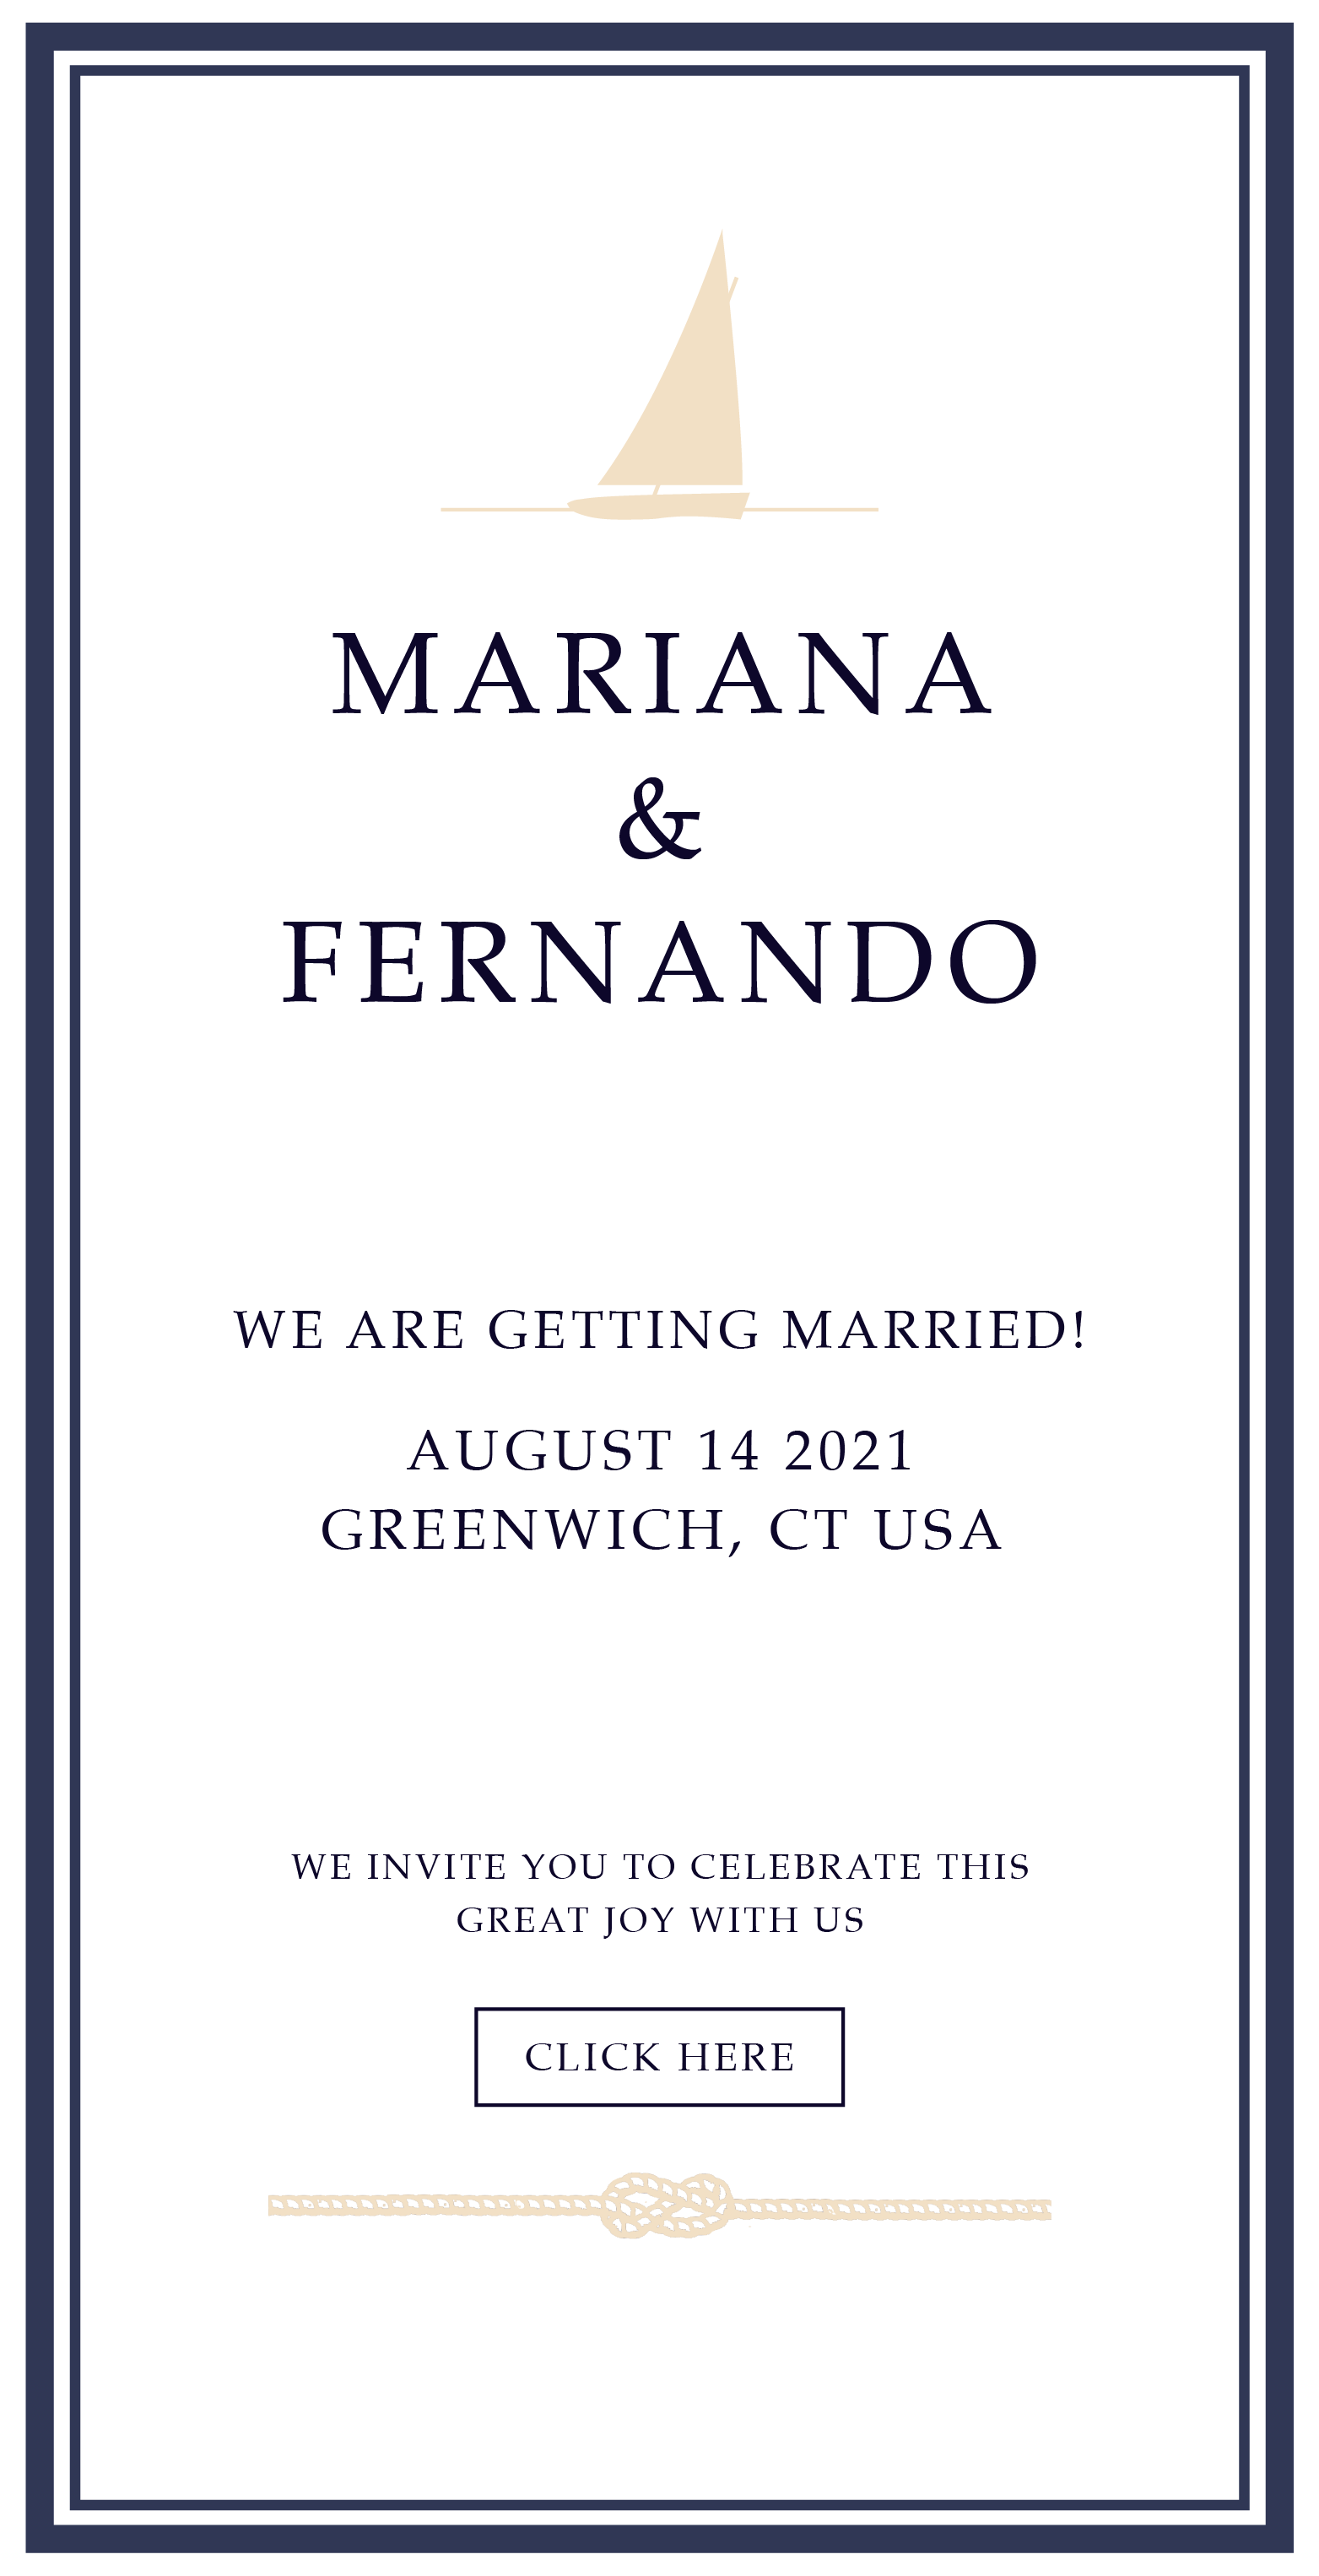 MARIANA
&
FERNANDO
WE ARE GETTING MARRIED!
AUGUST 14 2021
GREENWICH, CT USA
WE INVITE YOU TO CELEBRATE THIS
GREAT JOY WITH US
CLICK HERE